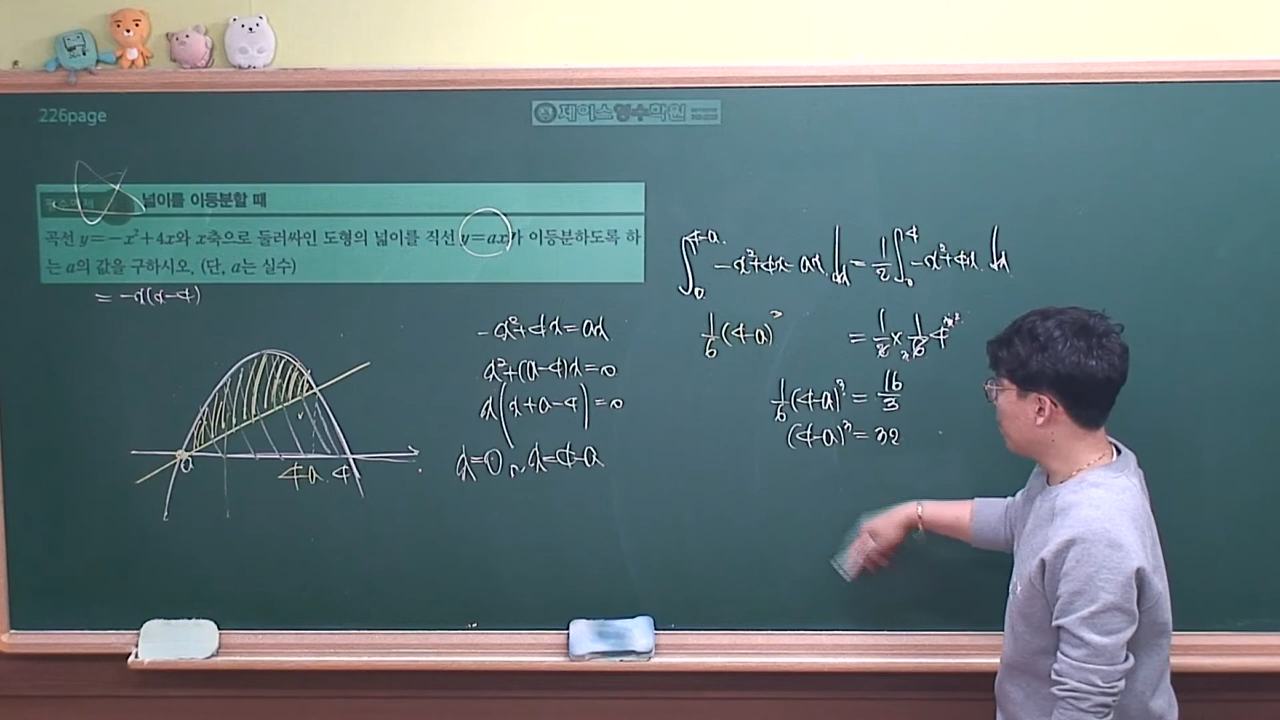 226page
제이스영수학원
넓이를 이등분할 때
곡선 y=-x²+4x와 x축으로 둘러싸인 도형의 넓이를 직선 y=ax가 이등분하도록 하
는 a의 값을 구하시오. (단, a는 실수)
= -x(x-4)
4-a 4
-x²+4x=ax
x²+(a-4)x=0
x(x+a-4)=0
x=0, x=4-a
∫₀⁴⁻ᵃ -x²+4x-ax dx = 1/2 ∫₀⁴ -x²+4x dx
1/6(4-a)³ = 1/2 × 1/6 4³
1/6(4-a)³ = 16/3
(4-a)³ = 32